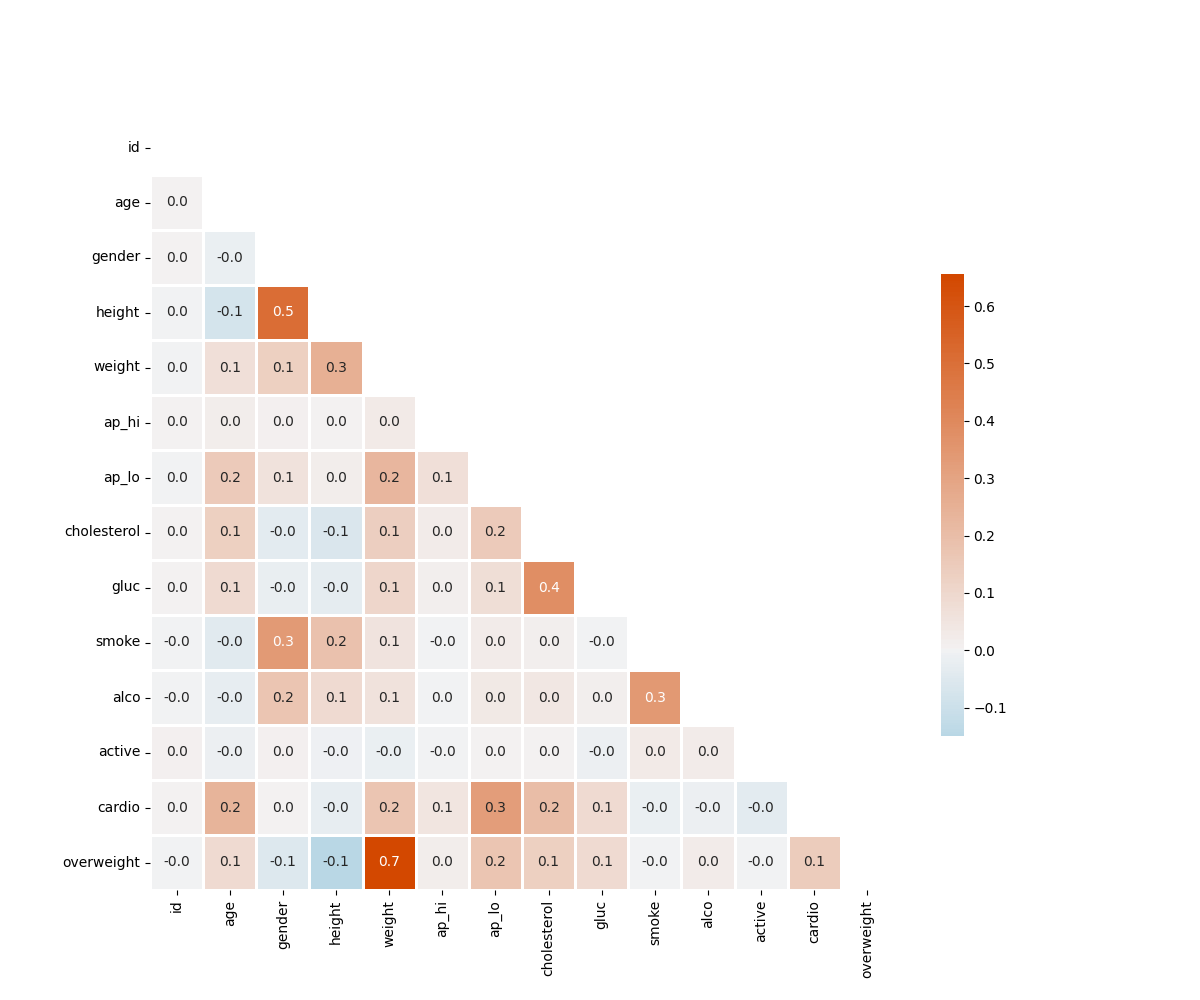 id
age 0.0
gender 0.0 -0.0
height 0.0 -0.1 0.5
weight 0.0 0.1 0.1 0.3
ap_hi 0.0 0.0 0.0 0.0 0.0
ap_lo 0.0 0.2 0.1 0.0 0.2 0.1
cholesterol 0.0 0.1 -0.0 -0.1 0.1 0.0 0.2
gluc 0.0 0.1 -0.0 -0.0 0.1 0.0 0.1 0.4
smoke -0.0 -0.0 0.3 0.2 0.1 -0.0 0.0 0.0 -0.0
alco -0.0 -0.0 0.2 0.1 0.1 0.0 0.0 0.0 0.0 0.3
active 0.0 -0.0 0.0 -0.0 -0.0 -0.0 0.0 0.0 -0.0 0.0 0.0
cardio 0.0 0.2 0.0 -0.0 0.2 0.1 0.3 0.2 0.1 -0.0 -0.0 -0.0
overweight -0.0 0.1 -0.1 -0.1 0.7 0.0 0.2 0.1 0.1 -0.0 0.0 -0.0 0.1
id age gender height weight ap_hi ap_lo cholesterol gluc smoke alco active cardio overweight
0.6
0.5
0.4
0.3
0.2
0.1
0.0
−0.1